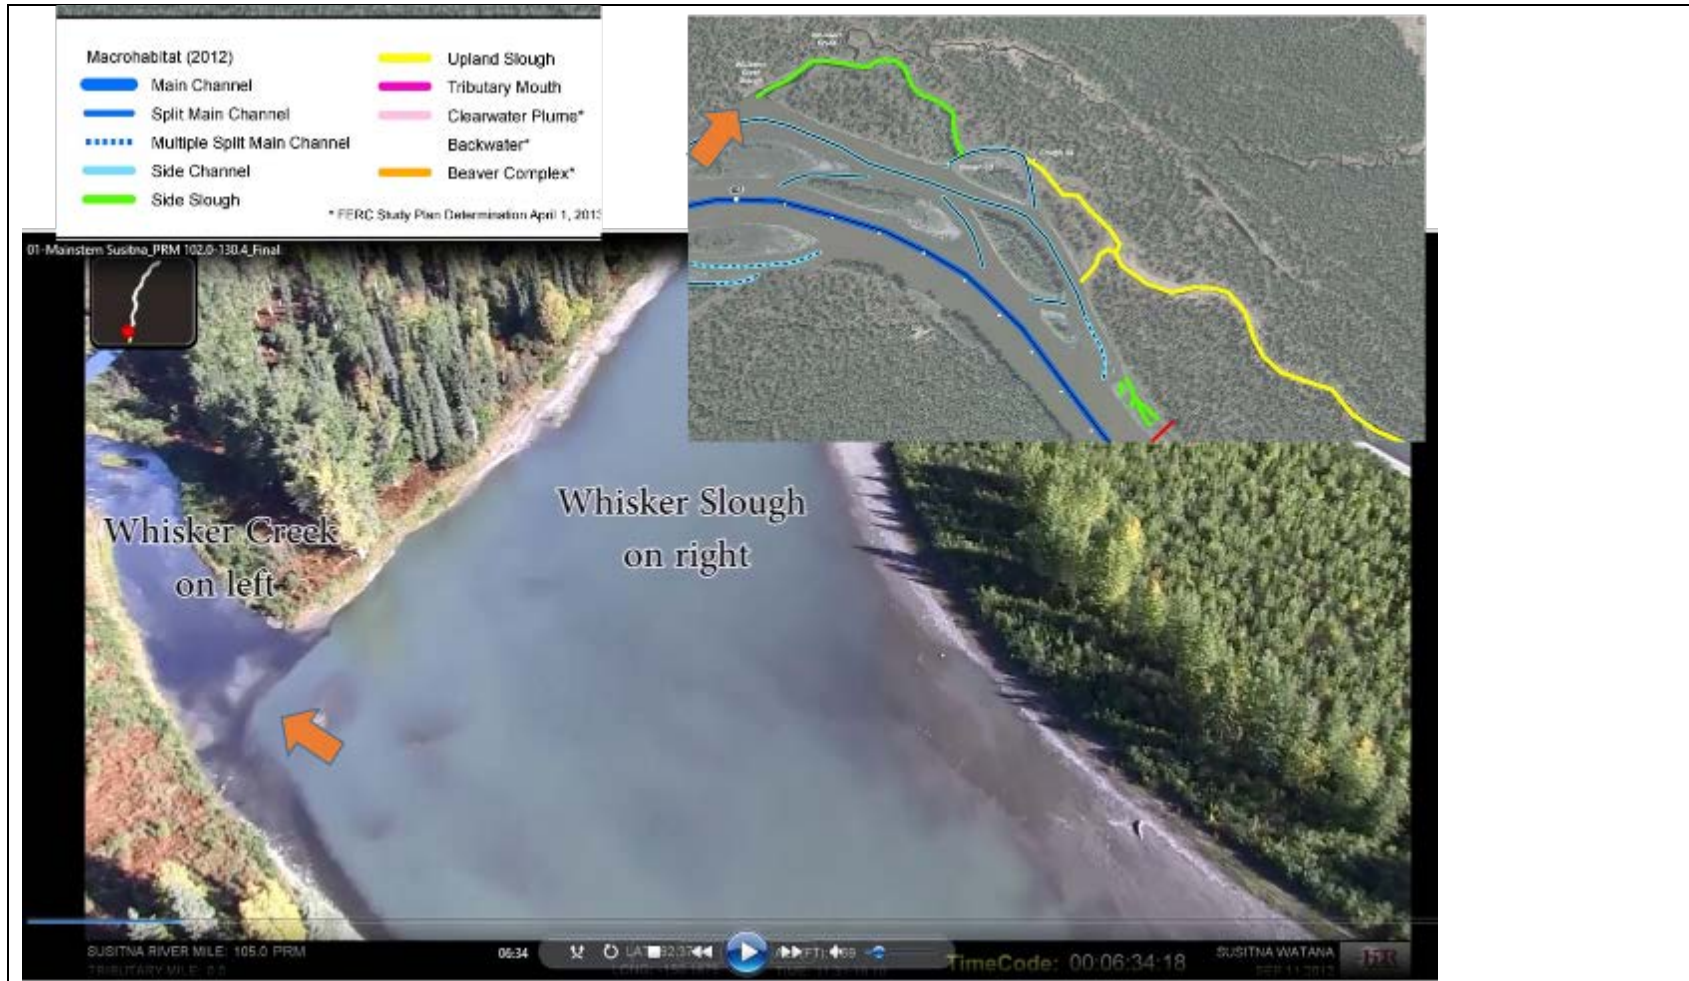 Macrohabitat (2012)
Main Channel
Split Main Channel
Multiple Split Main Channel
Side Channel
Side Slough
Upland Slough
Tributary Mouth
Clearwater Plume*
Backwater*
Beaver Complex*
* FERC Study Plan Determination April 1, 201
01-Mainstem Susitna_PRM 102.0-130.4_Final
Whisker Creek
on left
Whisker Slough
on right
SUSITNA RIVER MILE: 105.0 PRM
TRIBUTARY MILE: 0.0
06:34
TimeCode: 00:06:34:18
SUSITNA WATANA
SEP 11 2012